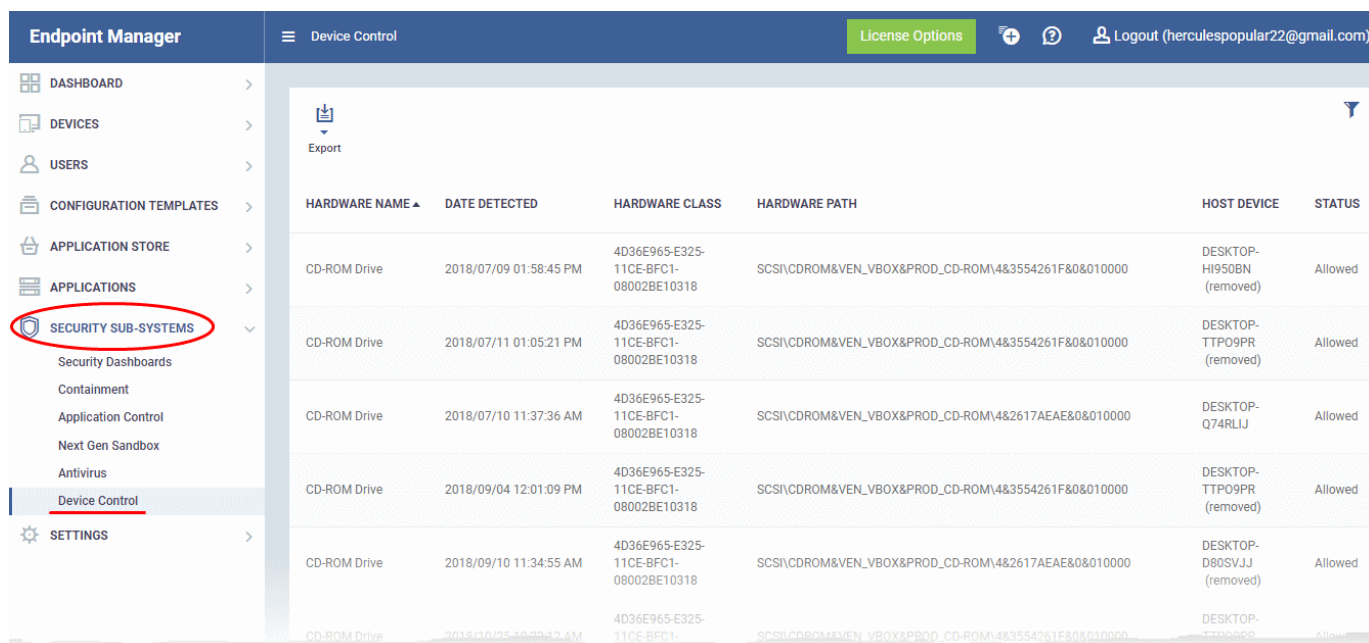 Endpoint Manager
Device Control
License Options
Logout (herculespopular22@gmail.com)
DASHBOARD
DEVICES
USERS
CONFIGURATION TEMPLATES
APPLICATION STORE
APPLICATIONS
SECURITY SUB-SYSTEMS
Security Dashboards
Containment
Application Control
Next Gen Sandbox
Antivirus
Device Control
SETTINGS
Export
HARDWARE NAME DATE DETECTED HARDWARE CLASS HARDWARE PATH HOST DEVICE STATUS
CD-ROM Drive 2018/07/09 01:58:45 PM 4D36E965-E325- SCSI\CDROM&VEN_VBOX&PROD_CD-ROM\4&3554261F&0&010000 DESKTOP- Allowed
11CE-BFC1- HI950BN
08002BE10318 (removed)
CD-ROM Drive 2018/07/11 01:05:21 PM 4D36E965-E325- SCSI\CDROM&VEN_VBOX&PROD_CD-ROM\4&3554261F&0&010000 DESKTOP- Allowed
11CE-BFC1- TTPO9PR
08002BE10318 (removed)
CD-ROM Drive 2018/07/10 11:37:36 AM 4D36E965-E325- SCSI\CDROM&VEN_VBOX&PROD_CD-ROM\4&2617AEAE&0&010000 DESKTOP- Allowed
11CE-BFC1- Q74RLIJ
08002BE10318
CD-ROM Drive 2018/09/04 12:01:09 PM 4D36E965-E325- SCSI\CDROM&VEN_VBOX&PROD_CD-ROM\4&3554261F&0&010000 DESKTOP- Allowed
11CE-BFC1- TTPO9PR
08002BE10318 (removed)
CD-ROM Drive 2018/09/10 11:34:55 AM 4D36E965-E325- SCSI\CDROM&VEN_VBOX&PROD_CD-ROM\4&2617AEAE&0&010000 DESKTOP- Allowed
11CE-BFC1- D80SVJJ
08002BE10318 (removed)
4D36E965-E325- DESKTOP-
CD-ROM Drive 11CE-BFC1-